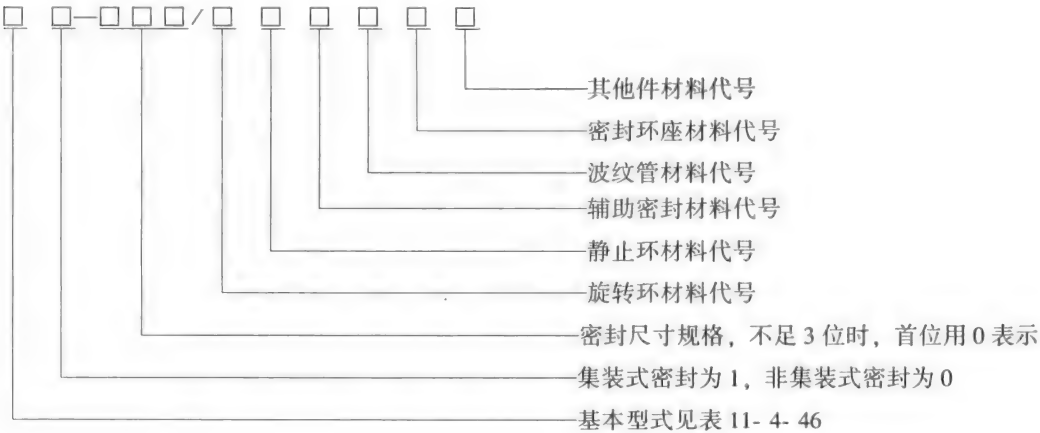 □ □—□□□/□ □ □ □ □ □
其他件材料代号
密封环座材料代号
波纹管材料代号
辅助密封材料代号
静止环材料代号
旋转环材料代号
密封尺寸规格，不足3位时，首位用0表示
集装式密封为1，非集装式密封为0
基本型式见表 11- 4- 46